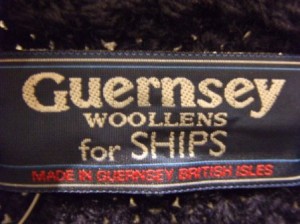 Guernsey
WOOLLENS
for SHIPS
MADE IN GUERNSEY BRITISH ISLES